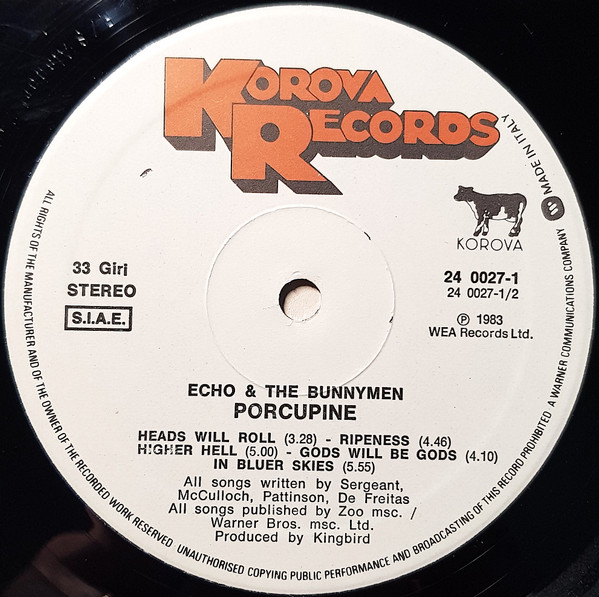 KOROVA
RECORDS
MADE IN ITALY
KOROVA
33 Giri
STEREO
S.I.A.E.
24 0027-1
24 0027-1/2
Ⓟ 1983
WEA Records Ltd.
ECHO & THE BUNNYMEN
PORCUPINE
HEADS WILL ROLL (3.28) - RIPENESS (4.46)
HIGHER HELL (5.00) - GODS WILL BE GODS (4.10)
IN BLUER SKIES (5.55)
All songs written by Sergeant,
McCulloch, Pattinson, De Freitas
All songs published by Zoo msc. /
Warner Bros. msc. Ltd.
Produced by Kingbird
ALL RIGHTS OF THE MANUFACTURER AND OF THE OWNER OF THE RECORDED WORK RESERVED UNAUTHORISED COPYING PUBLIC PERFORMANCE AND BROADCASTING OF THIS RECORD PROHIBITED A WARNER COMMUNICATIONS COMPANY